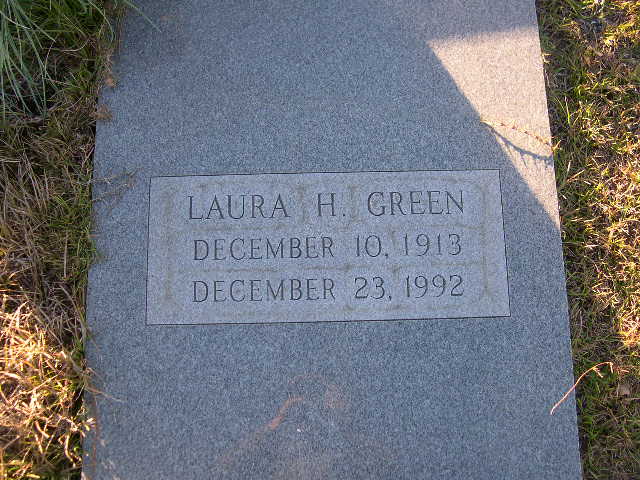 LAURA H. GREEN
DECEMBER 10, 1913
DECEMBER 23, 1992